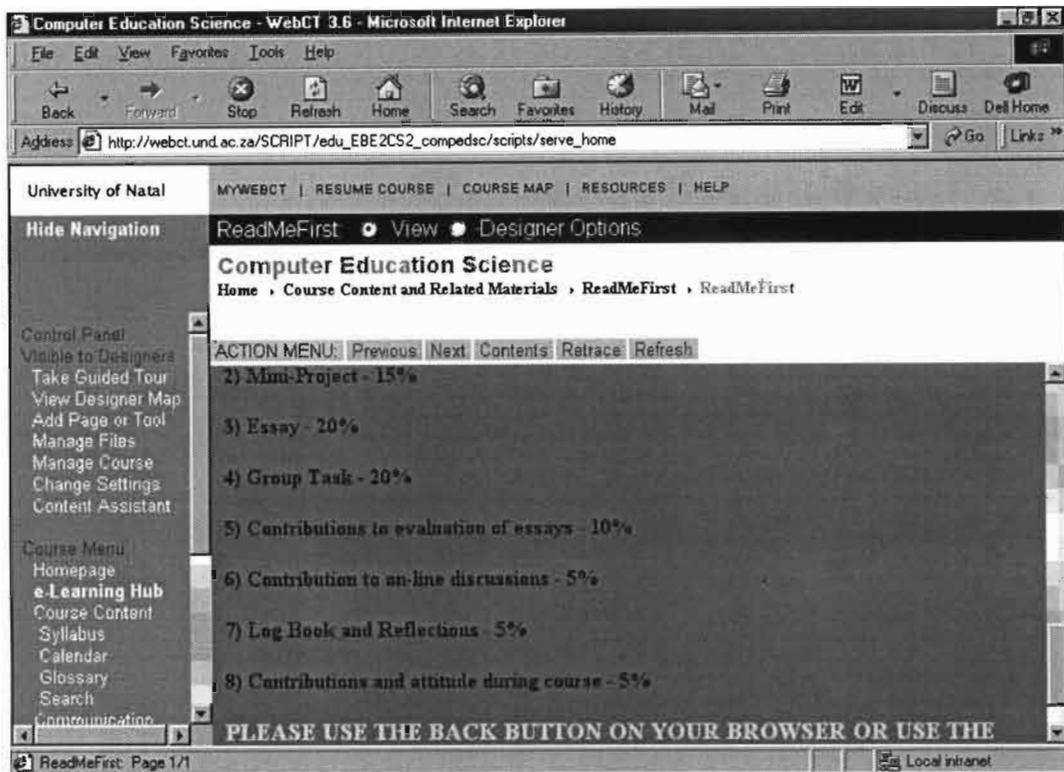 Computer Education Science - WebCT 3.6 - Microsoft Internet Explorer
File Edit View Favorites Tools Help
Back Forward Stop Refresh Home Search Favorites History Mail Print Edit Discuss Dell Home
Address http://webct.und.ac.za/SCRIPT/edu_EBE2CS2_compedsc/scripts/serve_home Go Links »
University of Natal
MYWEBCT | RESUME COURSE | COURSE MAP | RESOURCES | HELP
Hide Navigation
ReadMeFirst View Designer Options
Computer Education Science
Home › Course Content and Related Materials › ReadMeFirst › ReadMeFirst
Control Panel
Visible to Designers
Take Guided Tour
View Designer Map
Add Page or Tool
Manage Files
Manage Course
Change Settings
Content Assistant
Course Menu
Homepage
e-Learning Hub
Course Content
Syllabus
Calendar
Glossary
Search
Communication
ACTION MENU: Previous Next Contents Retrace Refresh
2) Mini-Project - 15%
3) Essay - 20%
4) Group Task - 20%
5) Contributions to evaluation of essays - 10%
6) Contribution to on-line discussions - 5%
7) Log Book and Reflections - 5%
8) Contributions and attitude during course - 5%
PLEASE USE THE BACK BUTTON ON YOUR BROWSER OR USE THE
ReadMeFirst: Page 1/1
Local intranet